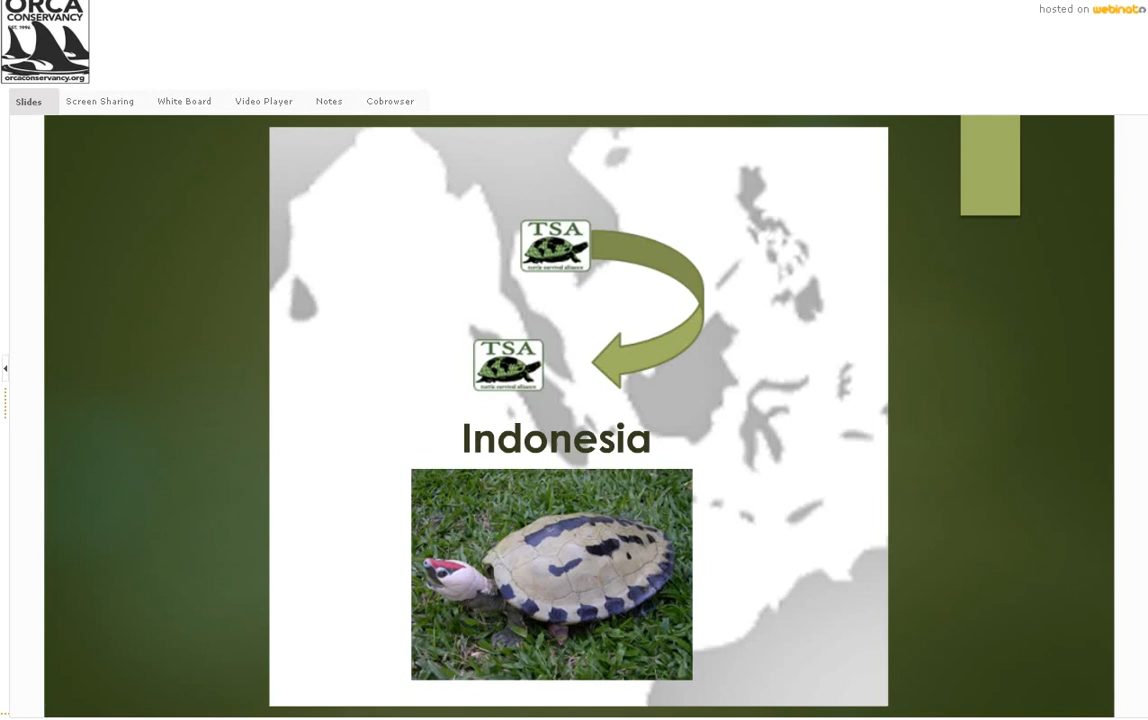 ORCA
CONSERVANCY
EST. 1996
orcaconservancy.org
hosted on webinato
Slides
Screen Sharing
White Board
Video Player
Notes
Cobrowser
TSA
turtle survival alliance
TSA
turtle survival alliance
Indonesia